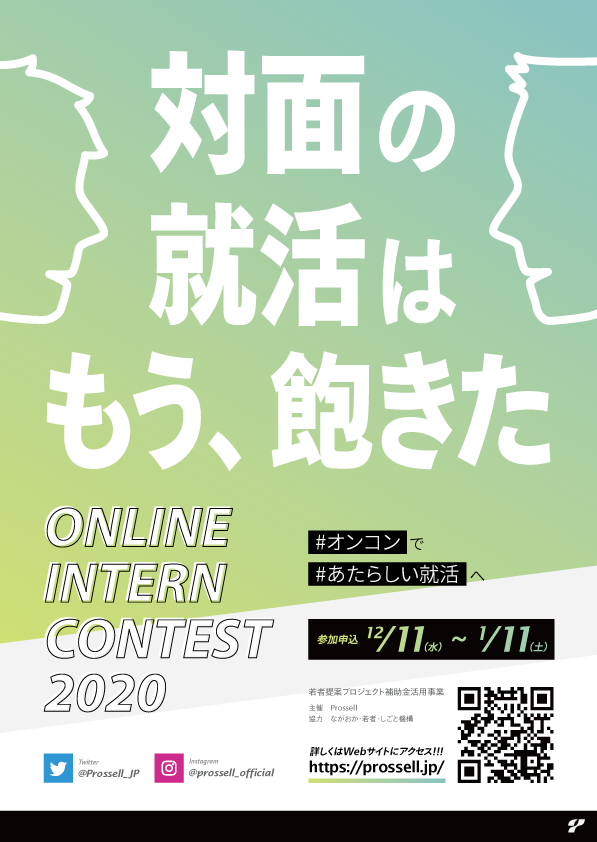 対面の
就活は
もう、飽きた
ONLINE
INTERN
CONTEST
2020
#オンコンで
#あたらしい就活へ
参加申込 12/11(水) ~ 1/11(土)
若者提案プロジェクト補助金活用事業
主催 Prossell
協力 ながおか・若者・しごと機構
詳しくはWebサイトにアクセス!!!
https://prossell.jp/
Twitter
@Prossell_JP
Instagram
@prossell_official